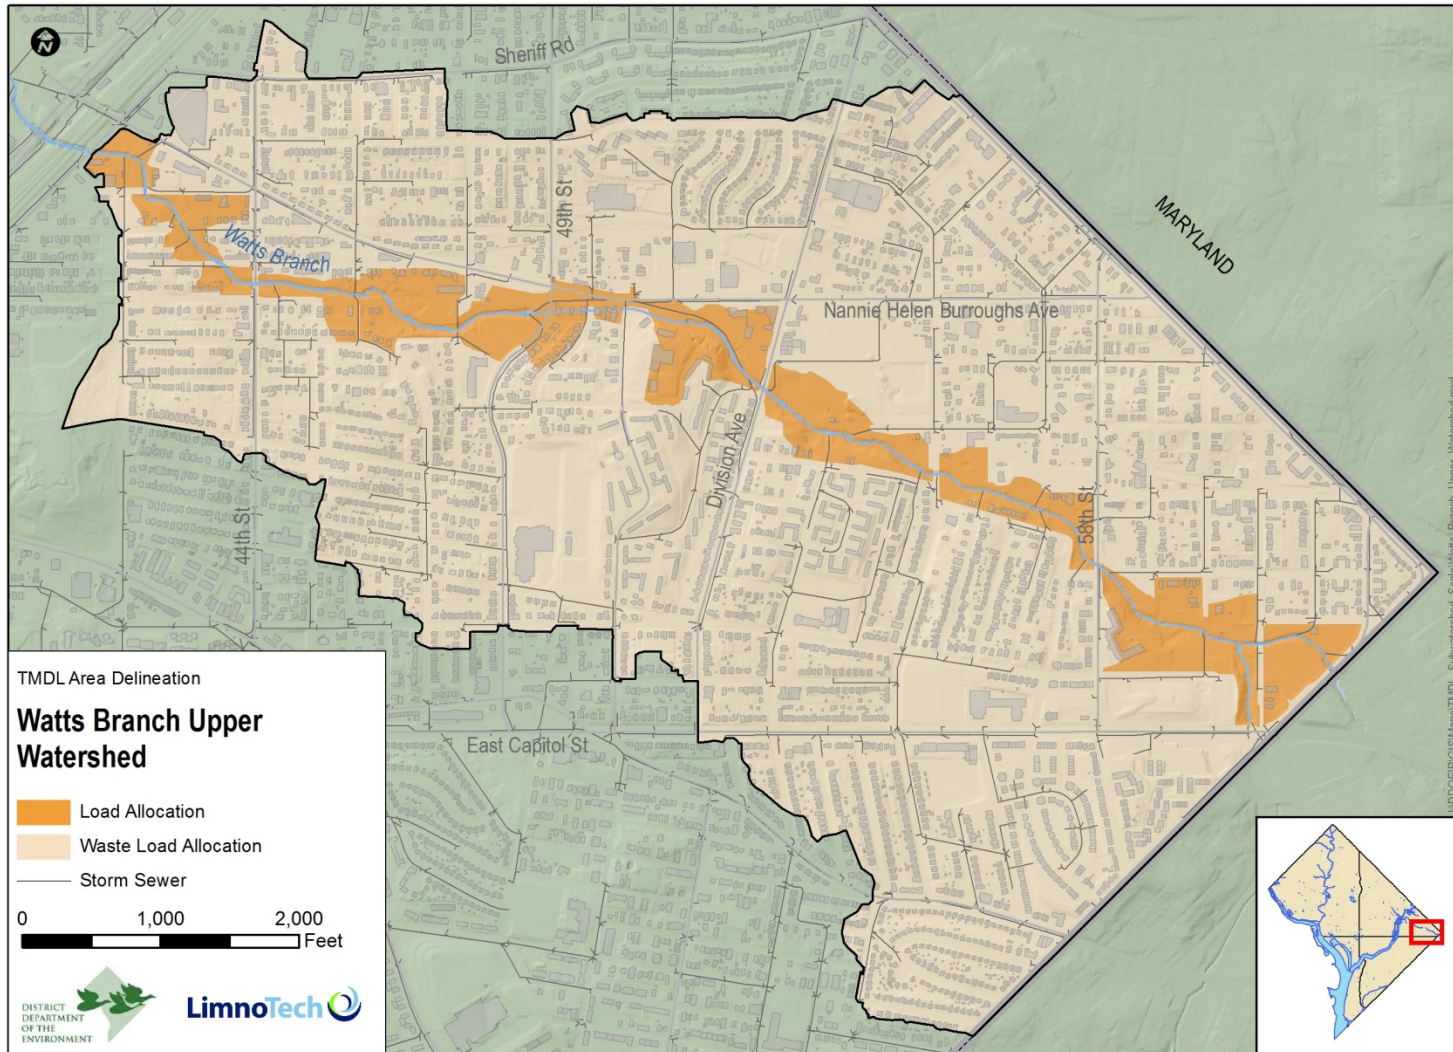 N
Sheriff Rd
MARYLAND
49th St
Watts Branch
Nannie Helen Burroughs Ave
Division Ave
44th St
58th St
East Capitol St
TMDL Area Delineation
Watts Branch Upper
Watershed
Load Allocation
Waste Load Allocation
Storm Sewer
0 1,000 2,000
Feet
DISTRICT
DEPARTMENT
OF THE
ENVIRONMENT
LimnoTech